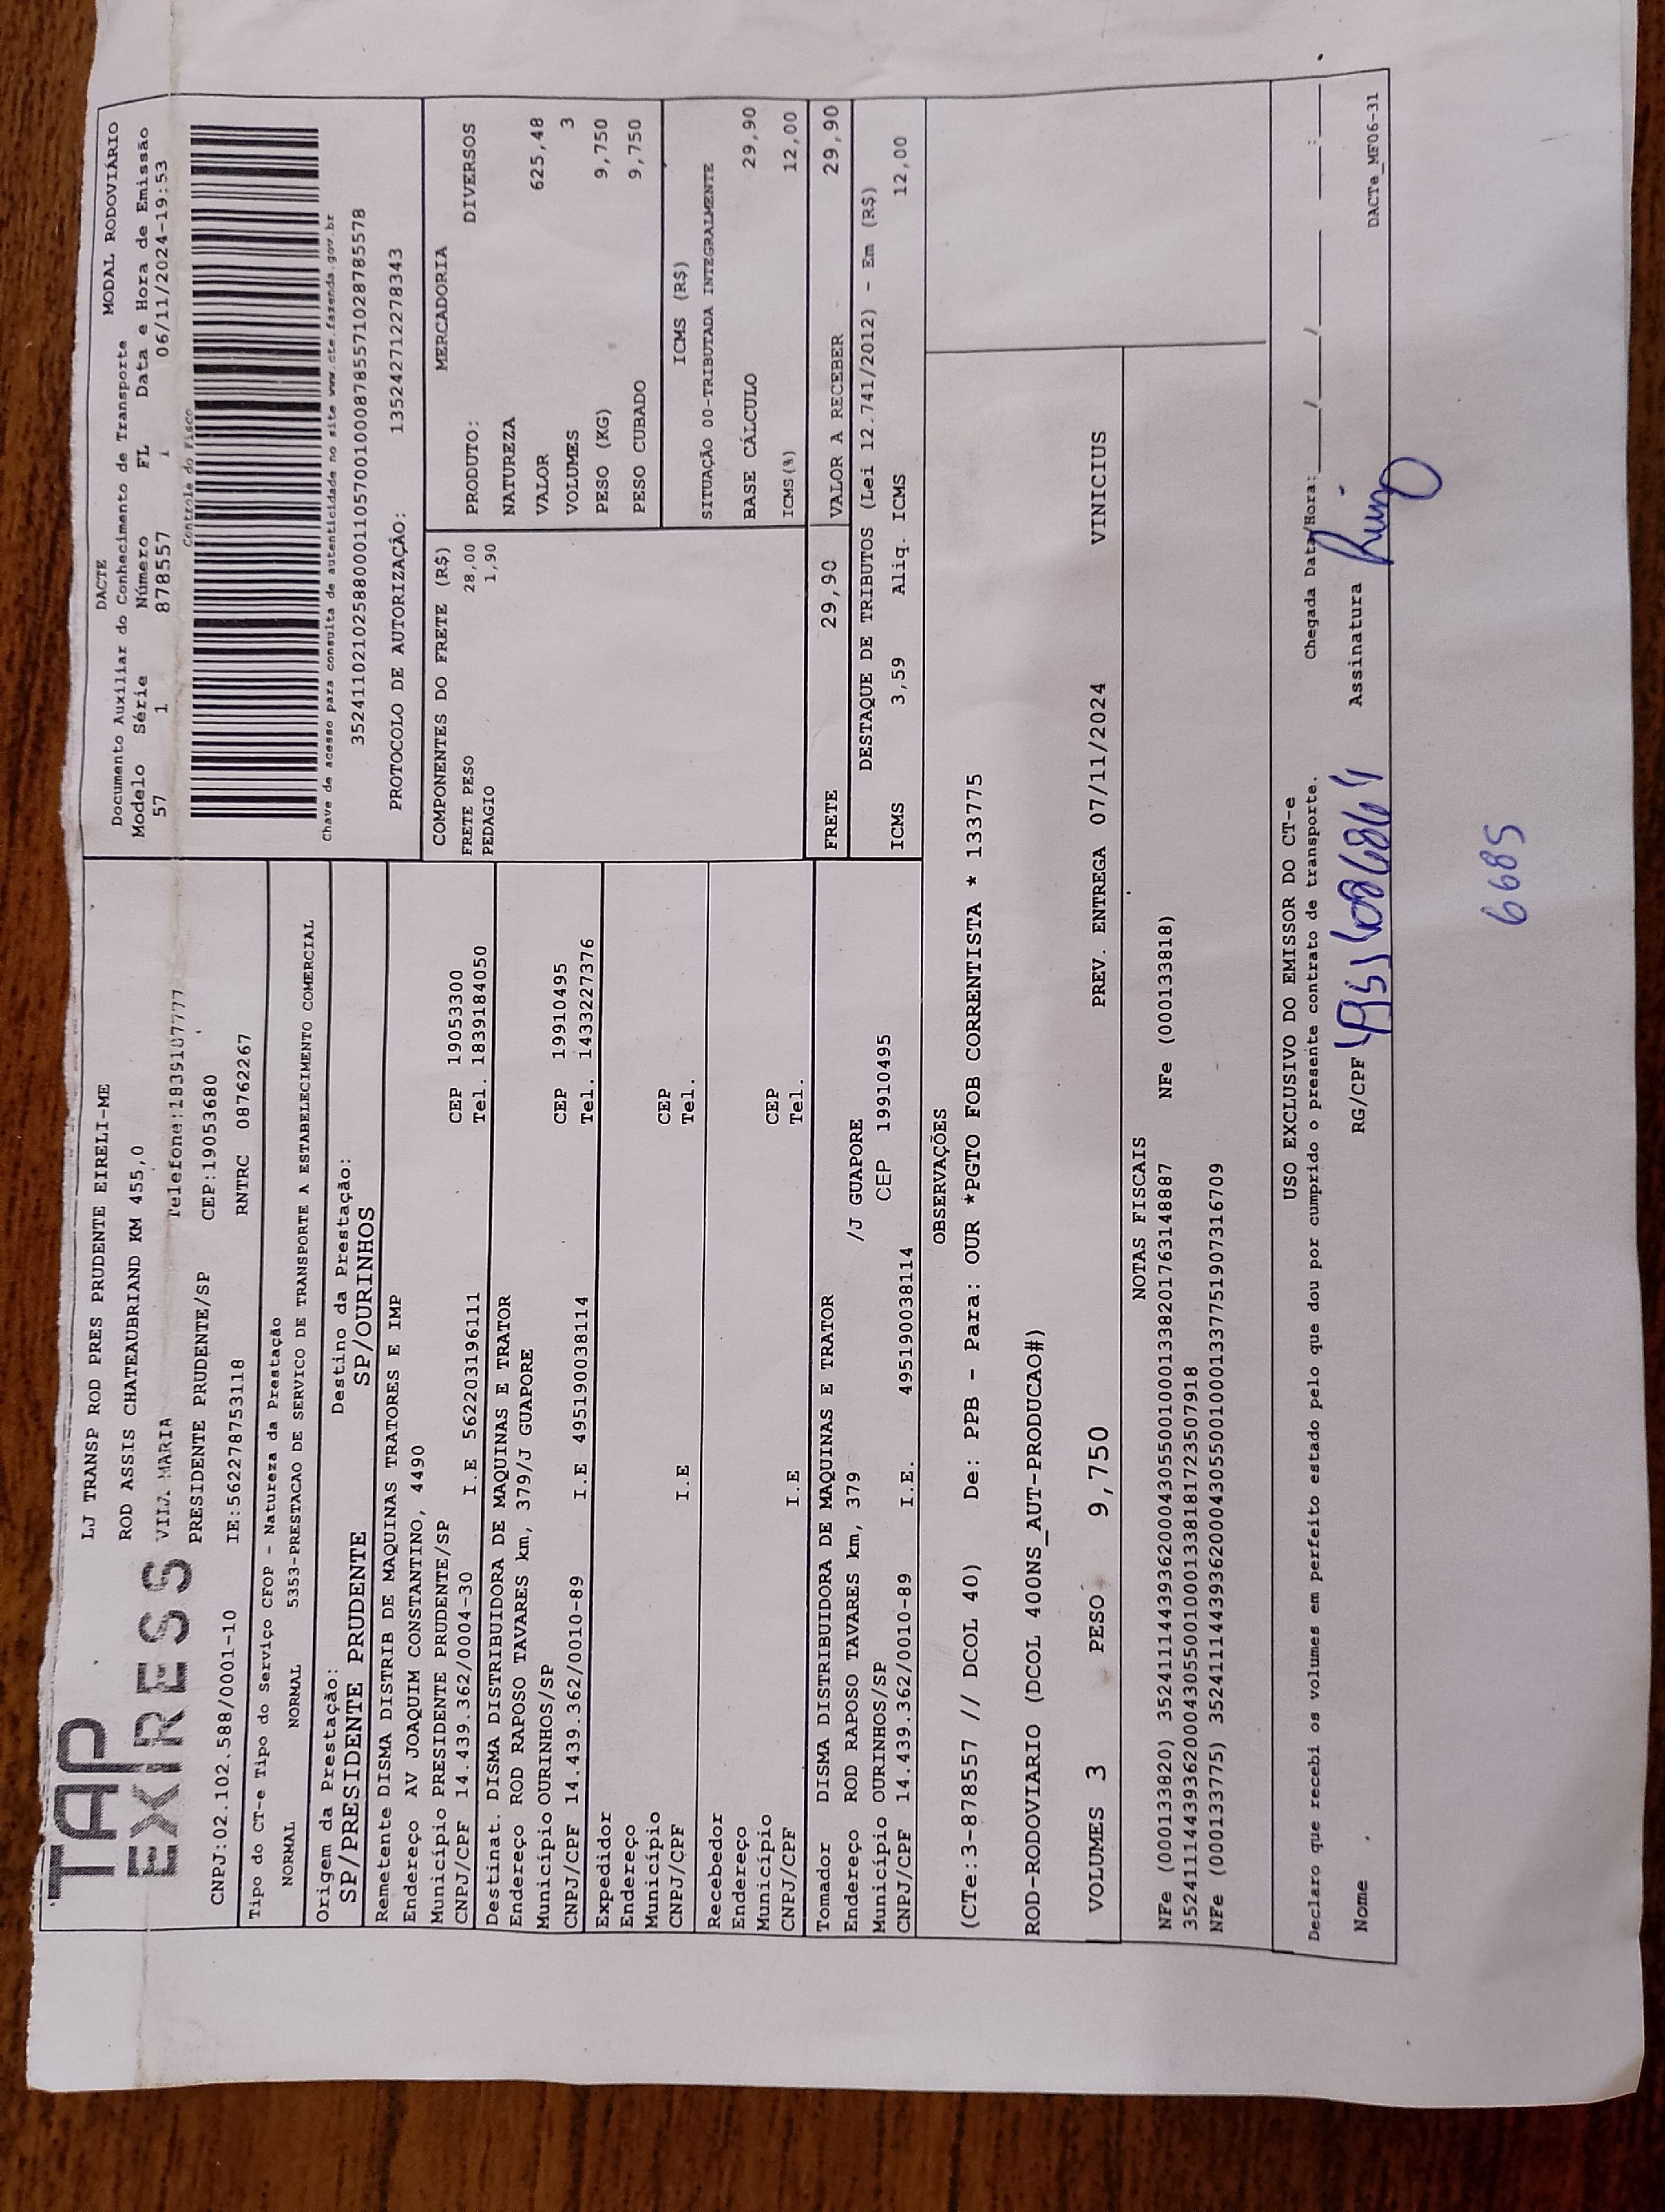 TAP
EXPRESS
LJ TRANSP ROD PRES PRUDENTE EIRELI-ME
ROD ASSIS CHATEAUBRIAND KM 455,0
VILA MARIA Telefone:1839107777
PRESIDENTE PRUDENTE/SP CEP:19053680
CNPJ:02.102.588/0001-10 IE:562278753118 RNTRC 08762267
DACTE MODAL RODOVIÁRIO
Documento Auxiliar do Conhecimento de Transporte
Modelo Série Número FL Data e Hora de Emissão
57 1 878557 1 06/11/2024-19:53
Controle do Fisco
Chave de acesso para consulta de autenticidade no site www.cte.fazenda.gov.br
PROTOCOLO DE AUTORIZAÇÃO: 135242712278343
Tipo do CT-e Tipo do Serviço CFOP - Natureza da Prestação
NORMAL NORMAL 5353-PRESTACAO DE SERVICO DE TRANSPORTE A ESTABELECIMENTO COMERCIAL
Origem da Prestação: Destino da Prestação:
SP/PRESIDENTE PRUDENTE SP/OURINHOS
Remetente DISMA DISTRIB DE MAQUINAS TRATORES E IMP
Endereço AV JOAQUIM CONSTANTINO, 4490
Município PRESIDENTE PRUDENTE/SP CEP 19053300
CNPJ/CPF 14.439.362/0004-30 I.E 562203196111 Tel. 1839184050
Destinat. DISMA DISTRIBUIDORA DE MAQUINAS E TRATOR
Endereço ROD RAPOSO TAVARES km, 379/J GUAPORE
Município OURINHOS/SP CEP 19910495
CNPJ/CPF 14.439.362/0010-89 I.E 495190038114 Tel. 1433227376
Expedidor
Endereço
Município CEP
CNPJ/CPF I.E Tel.
Recebedor
Endereço
Município CEP
CNPJ/CPF I.E Tel.
Tomador DISMA DISTRIBUIDORA DE MAQUINAS E TRATOR
Endereço ROD RAPOSO TAVARES km, 379 /J GUAPORE
Município OURINHOS/SP CEP 19910495
CNPJ/CPF 14.439.362/0010-89 I.E. 495190038114
COMPONENTES DO FRETE (R$)
FRETE PESO 28,00
PEDAGIO 1,90
MERCADORIA
PRODUTO: DIVERSOS
NATUREZA
VALOR 625,48
VOLUMES 3
PESO (KG) 9,750
PESO CUBADO 9,750
ICMS (R$)
SITUAÇÃO 00-TRIBUTADA INTEGRALMENTE
BASE CÁLCULO 29,90
ICMS(%) 12,00
FRETE 29,90 VALOR A RECEBER 29,90
DESTAQUE DE TRIBUTOS (Lei 12.741/2012) - Em (R$)
ICMS 3,59 Aliq. ICMS 12,00
OBSERVAÇÕES
(CTe:3-878557 // DCOL 40) De: PPB - Para: OUR *PGTO FOB CORRENTISTA * 133775
ROD-RODOVIARIO (DCOL 400NS_AUT-PRODUCAO#)
VOLUMES 3 PESO 9,750 PREV. ENTREGA 07/11/2024 VINICIUS
NOTAS FISCAIS
NFe (000133820) 35241114439362000430550010001338201763148887 NFe (000133818)
35241114439362000430550010001338181723507918
NFe (000133775) 35241114439362000430550010001337751907316709
USO EXCLUSIVO DO EMISSOR DO CT-e
Declaro que recebi os volumes em perfeito estado pelo que dou por cumprido o presente contrato de transporte. Chegada Data/Hora: ____/____/____ ___:___
Nome RG/CPF Assinatura
DACTe_MF06-31
6685